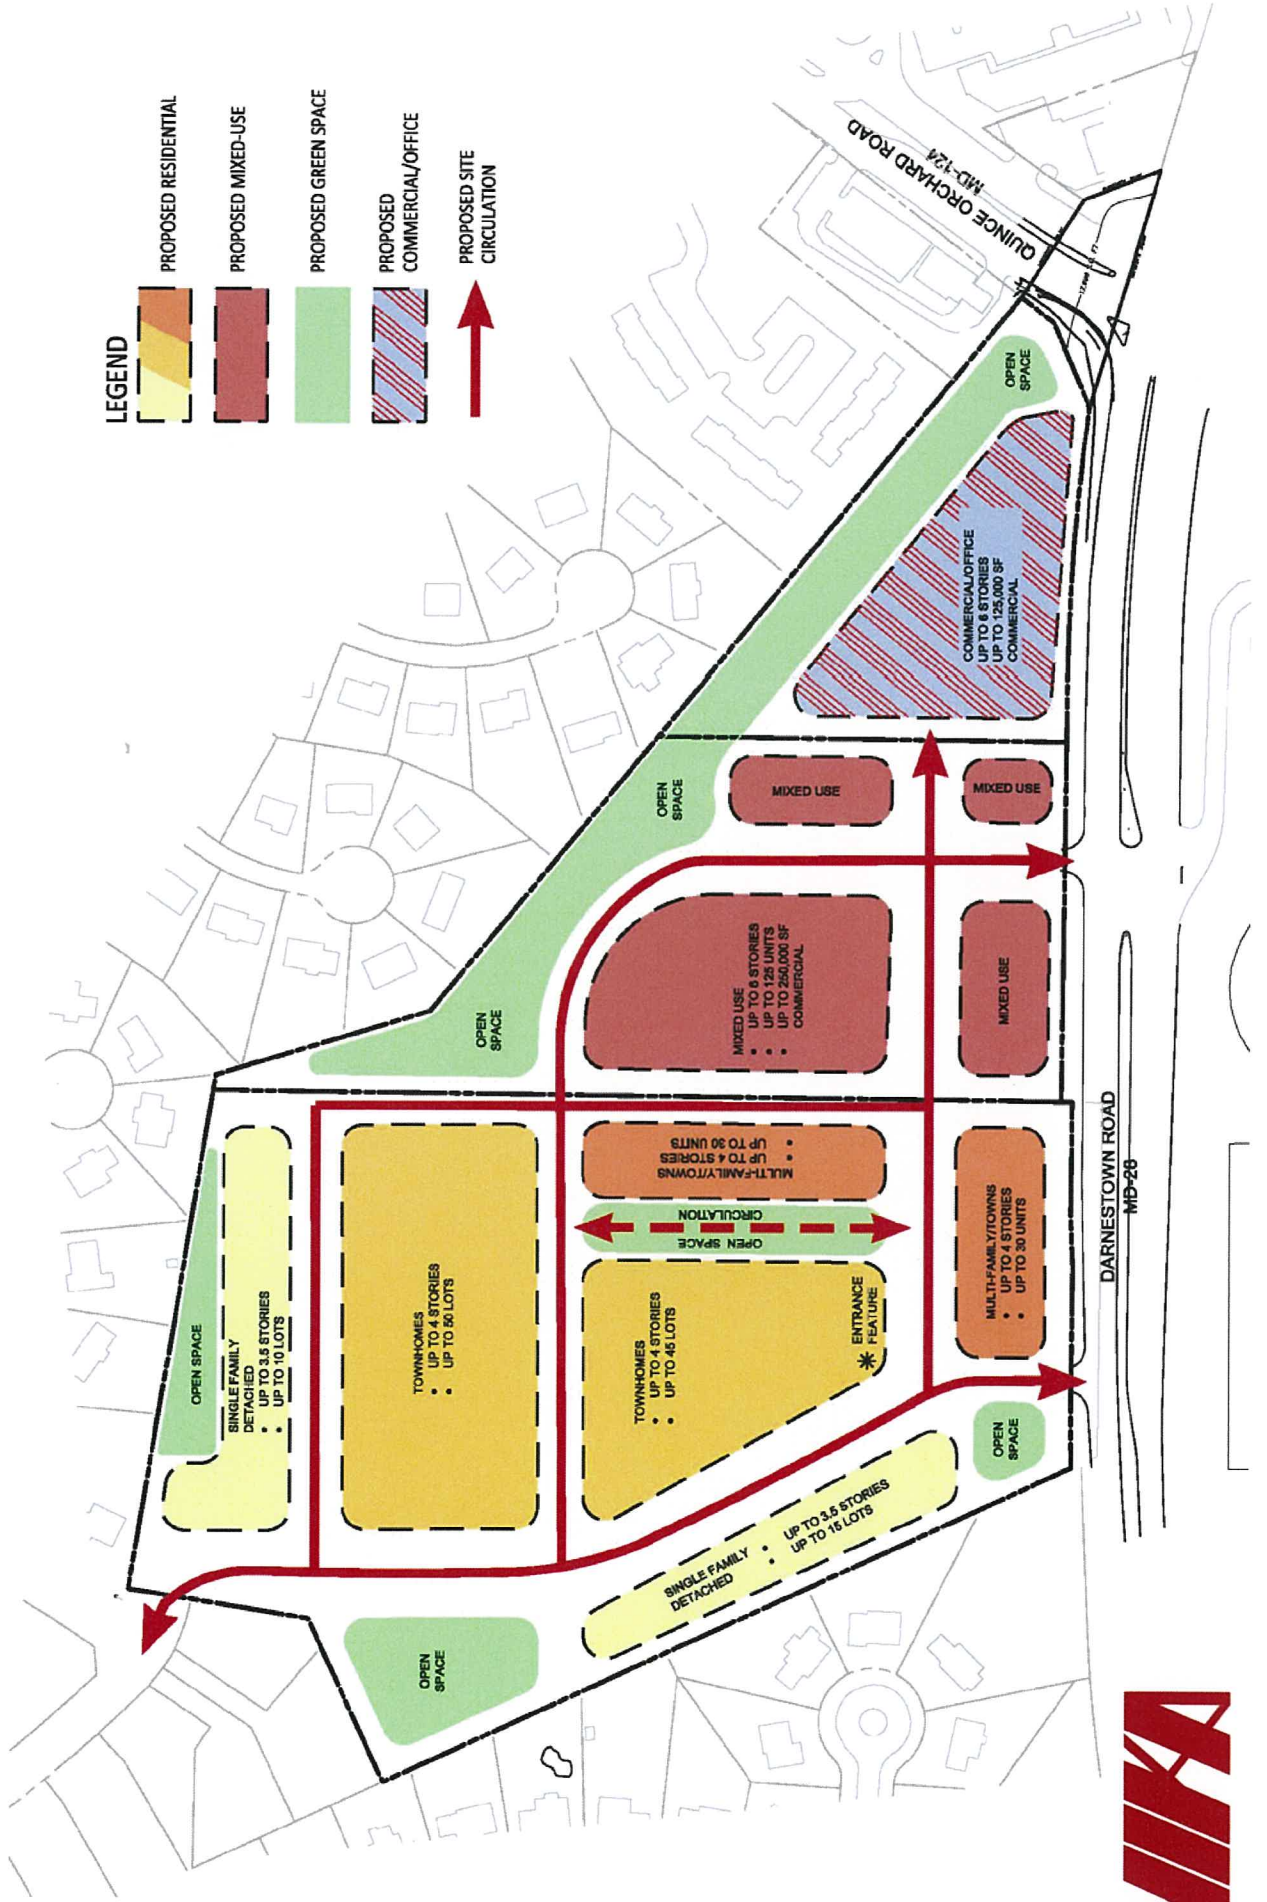 LEGEND
PROPOSED RESIDENTIAL
PROPOSED MIXED-USE
PROPOSED GREEN SPACE
PROPOSED
COMMERCIAL/OFFICE
PROPOSED SITE
CIRCULATION
QUINCE ORCHARD ROAD
MD-124
OPEN
SPACE
COMMERCIAL/OFFICE
UP TO 6 STORIES
UP TO 125,000 SF
COMMERCIAL
OPEN
SPACE
MIXED USE
MIXED USE
OPEN
SPACE
MIXED USE
• UP TO 6 STORIES
• UP TO 125 UNITS
• UP TO 250,000 SF
COMMERCIAL
MIXED USE
OPEN SPACE
SINGLE FAMILY
DETACHED
• UP TO 3.5 STORIES
• UP TO 10 LOTS
TOWNHOMES
• UP TO 4 STORIES
• UP TO 50 LOTS
MULTI-FAMILY/TOWNS
• UP TO 4 STORIES
• UP TO 30 UNITS
OPEN SPACE
CIRCULATION
TOWNHOMES
• UP TO 4 STORIES
• UP TO 45 LOTS
ENTRANCE
FEATURE
MULTI-FAMILY/TOWNS
• UP TO 4 STORIES
• UP TO 30 UNITS
DARNESTOWN ROAD
MD-28
OPEN
SPACE
SINGLE FAMILY
DETACHED
• UP TO 3.5 STORIES
• UP TO 15 LOTS
OPEN
SPACE